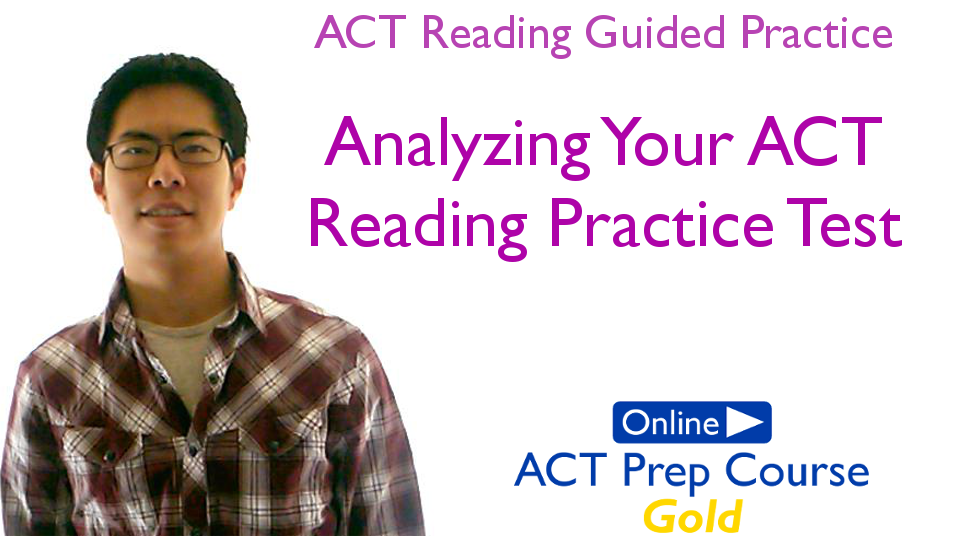 ACT Reading Guided Practice
Analyzing Your ACT
Reading Practice Test
Online
ACT Prep Course
Gold